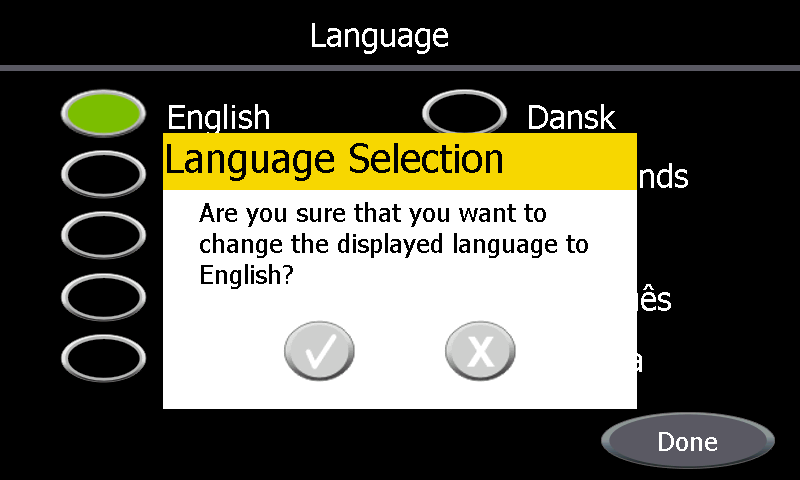 Language
English
Dansk
Language Selection
nds
Are you sure that you want to
change the displayed language to
English?
ês
a
X
Done